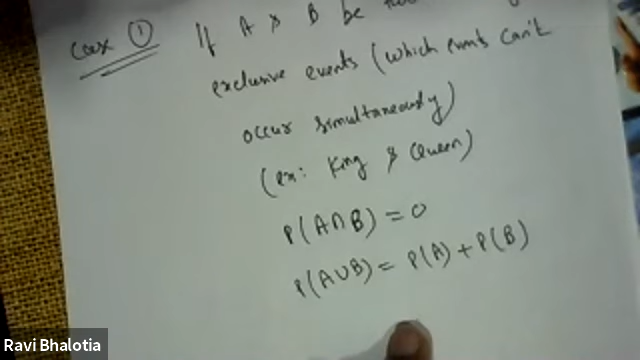 Case ① If A & B be
exclusive events (which events can't
occur simultaneously)
(ex: King & Queen)
P(A∩B) = 0
P(A∪B) = P(A) + P(B)
Ravi Bhalotia